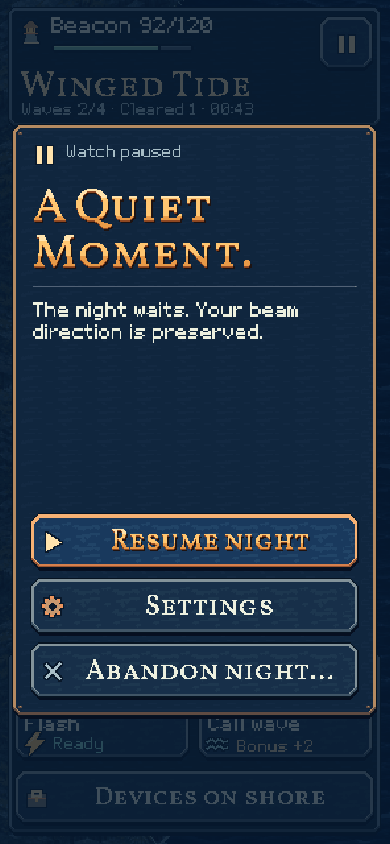 Beacon 92/120
Winged Tide
Waves 2/4 · Cleared 1 · 00:43
Watch paused
A Quiet
Moment.
The night waits. Your beam
direction is preserved.
Resume night
Settings
Abandon night...
Flash
Ready
Call wave
Bonus +2
Devices on shore